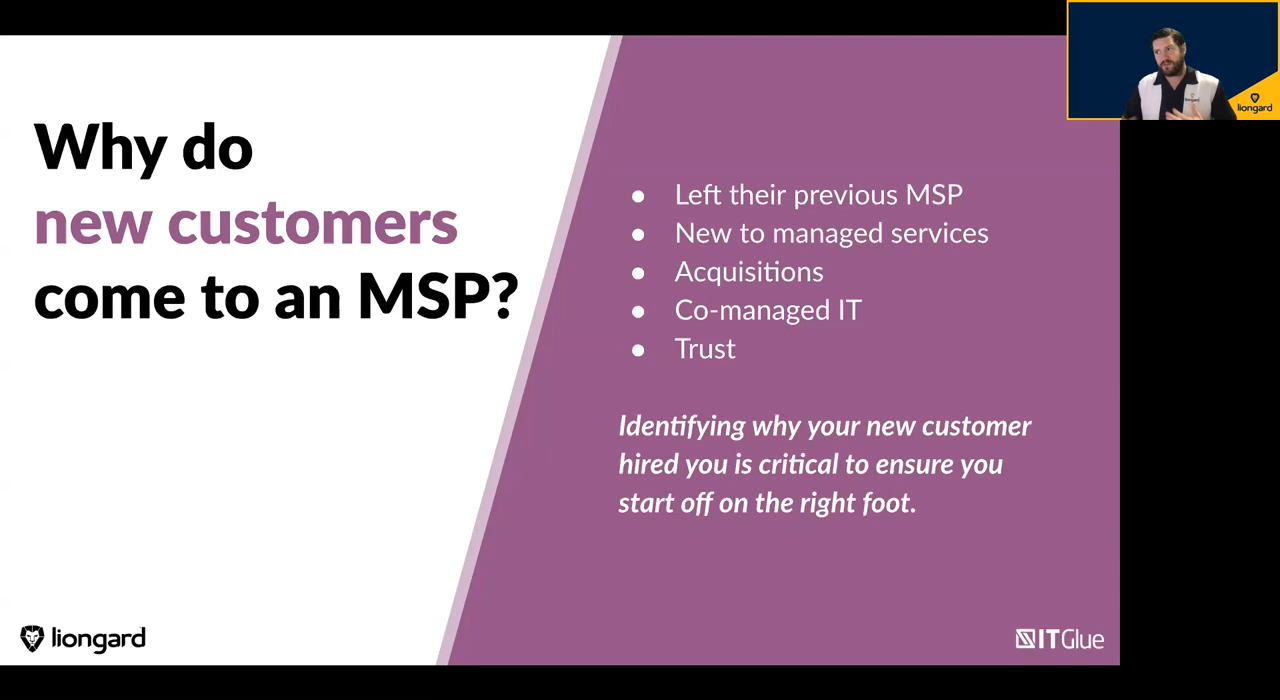 Why do
new customers
come to an MSP?
● Left their previous MSP
● New to managed services
● Acquisitions
● Co-managed IT
● Trust
Identifying why your new customer
hired you is critical to ensure you
start off on the right foot.
liongard
ITGlue
liongard